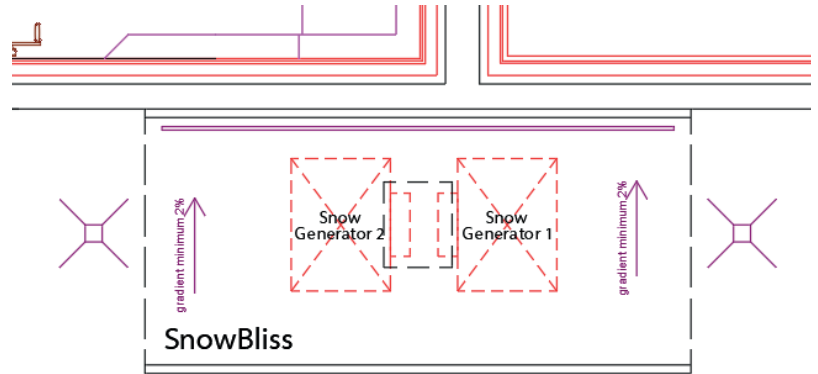 gradient minimum 2%
Snow
Generator 2
Snow
Generator 1
gradient minimum 2%
SnowBliss